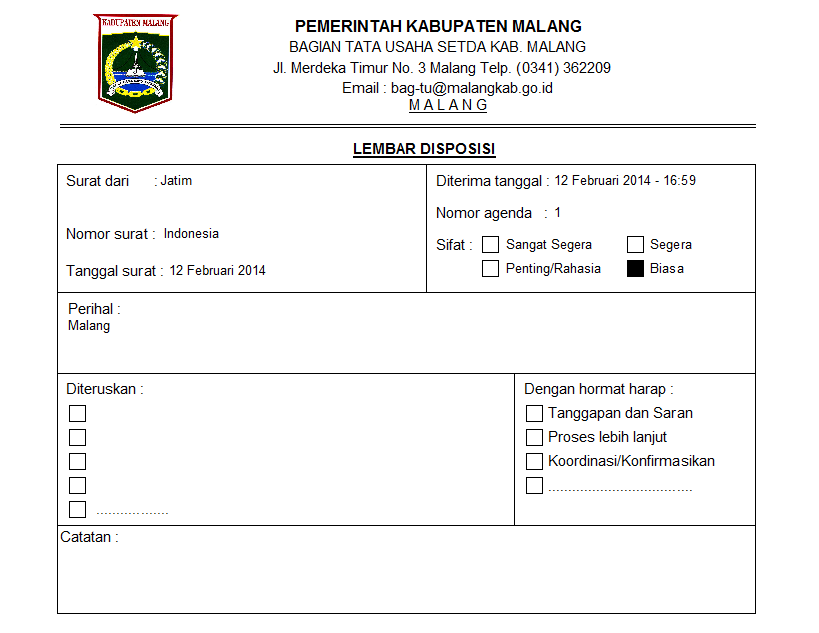 KABUPATEN MALANG
PEMERINTAH KABUPATEN MALANG
BAGIAN TATA USAHA SETDA KAB. MALANG
Jl. Merdeka Timur No. 3 Malang Telp. (0341) 362209
Email : bag-tu@malangkab.go.id
M A L A N G
LEMBAR DISPOSISI
Surat dari : Jatim
Nomor surat : Indonesia
Tanggal surat : 12 Februari 2014
Diterima tanggal : 12 Februari 2014 - 16:59
Nomor agenda : 1
Sifat : Sangat Segera Segera
Penting/Rahasia Biasa
Perihal :
Malang
Diteruskan :
..................
Dengan hormat harap :
Tanggapan dan Saran
Proses lebih lanjut
Koordinasi/Konfirmasikan
....................................
Catatan :